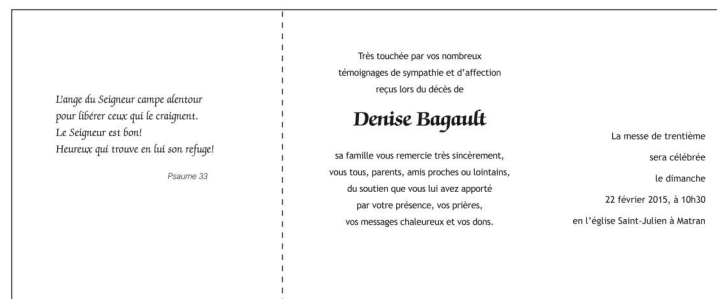 L'ange du Seigneur campe alentour
pour libérer ceux qui le craignent.
Le Seigneur est bon!
Heureux qui trouve en lui son refuge!
Psaume 33
Très touchée par vos nombreux
témoignages de sympathie et d'affection
reçus lors du décès de
Denise Bagault
sa famille vous remercie très sincèrement,
vous tous, parents, amis proches ou lointains,
du soutien que vous lui avez apporté
par votre présence, vos prières,
vos messages chaleureux et vos dons.
La messe de trentième
sera célébrée
le dimanche
22 février 2015, à 10h30
en l'église Saint-Julien à Matran